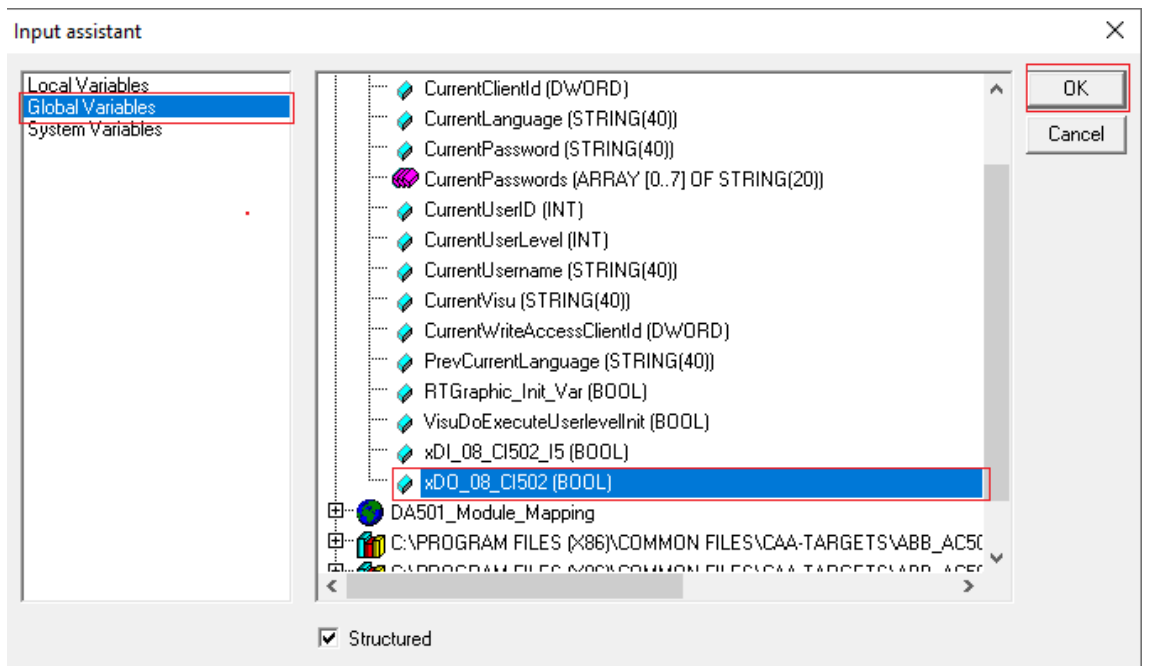 Input assistant
Local Variables
Global Variables
System Variables
CurrentClientId (DWORD)
CurrentLanguage (STRING(40))
CurrentPassword (STRING(40))
CurrentPasswords (ARRAY [0..7] OF STRING(20))
CurrentUserID (INT)
CurrentUserLevel (INT)
CurrentUsername (STRING(40))
CurrentVisu (STRING(40))
CurrentWriteAccessClientId (DWORD)
PrevCurrentLanguage (STRING(40))
RTGraphic_Init_Var (BOOL)
VisuDoExecuteUserlevelInit (BOOL)
xDI_08_CI502_I5 (BOOL)
xDO_08_CI502 (BOOL)
DA501_Module_Mapping
C:\PROGRAM FILES (X86)\COMMON FILES\CAA-TARGETS\ABB_AC50
OK
Cancel
Structured